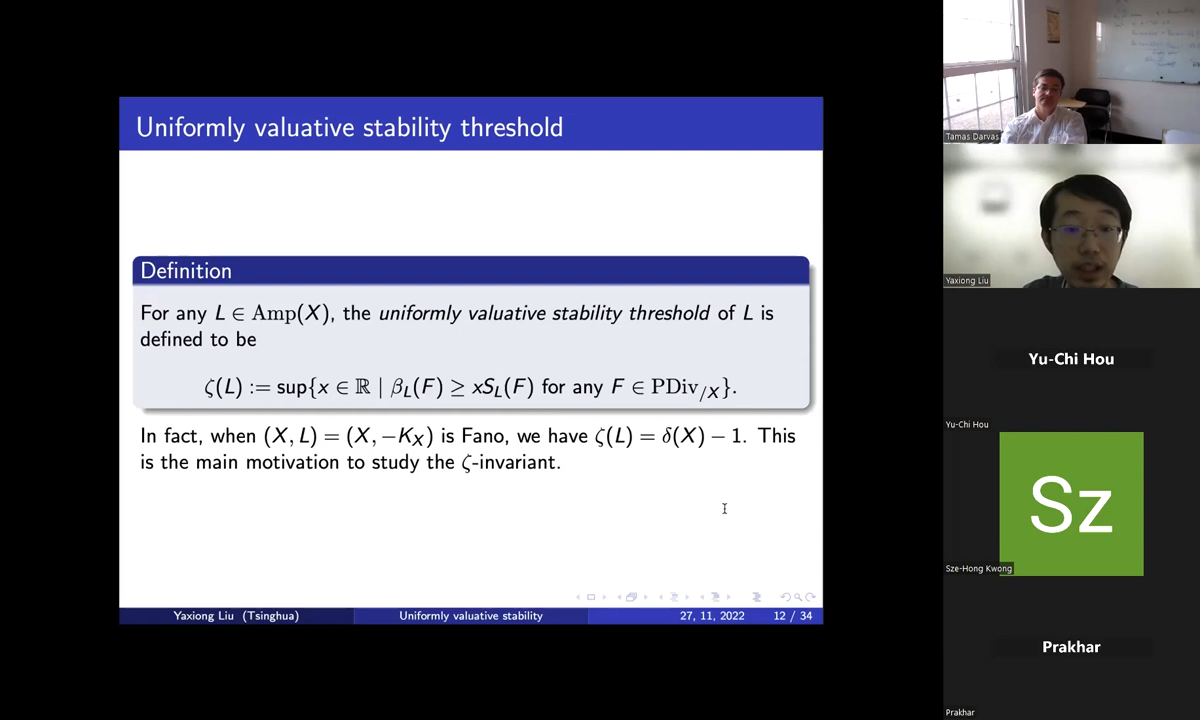 Uniformly valuative stability threshold
Definition
For any L ∈ Amp(X), the uniformly valuative stability threshold of L is
defined to be
ζ(L) := sup{x ∈ ℝ | β_L(F) ≥ xS_L(F) for any F ∈ PDiv_{/X}}.
In fact, when (X, L) = (X, −K_X) is Fano, we have ζ(L) = δ(X) − 1. This
is the main motivation to study the ζ-invariant.
Yaxiong Liu (Tsinghua)
Uniformly valuative stability
27, 11, 2022
12 / 34
Tamas Darvas
Yaxiong Liu
Yu-Chi Hou
Yu-Chi Hou
Sz
Sze-Hong Kwong
Prakhar
Prakhar